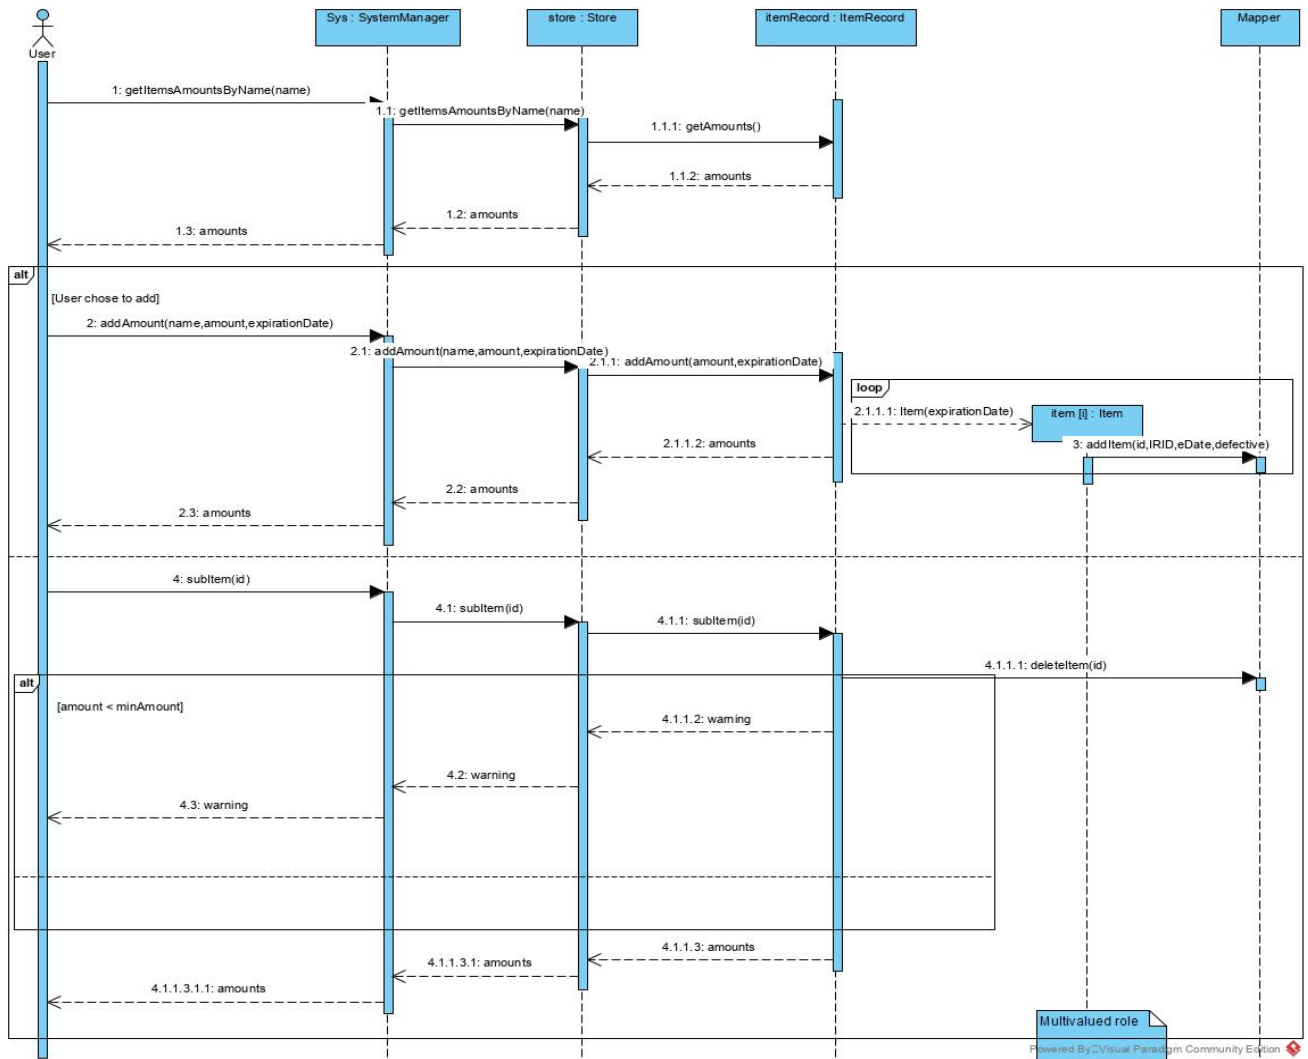 Sys : SystemManager
store : Store
itemRecord : ItemRecord
Mapper
User
1: getItemsAmountsByName(name)
1.1: getItemsAmountsByName(name)
1.1.1: getAmounts()
1.1.2: amounts
1.2: amounts
1.3: amounts
alt
[User chose to add]
2: addAmount(name,amount,expirationDate)
2.1: addAmount(name,amount,expirationDate)
2.1.1: addAmount(amount,expirationDate)
loop
2.1.1.1: Item(expirationDate)
item [i] : Item
3: addItem(id,IRID,eDate,defective)
2.1.1.2: amounts
2.2: amounts
2.3: amounts
4: subItem(id)
4.1: subItem(id)
4.1.1: subItem(id)
4.1.1.1: deleteItem(id)
alt
[amount < minAmount]
4.1.1.2: warning
4.2: warning
4.3: warning
4.1.1.3: amounts
4.1.1.3.1: amounts
4.1.1.3.1.1: amounts
Multivalued role
Powered By Visual Paradigm Community Edition